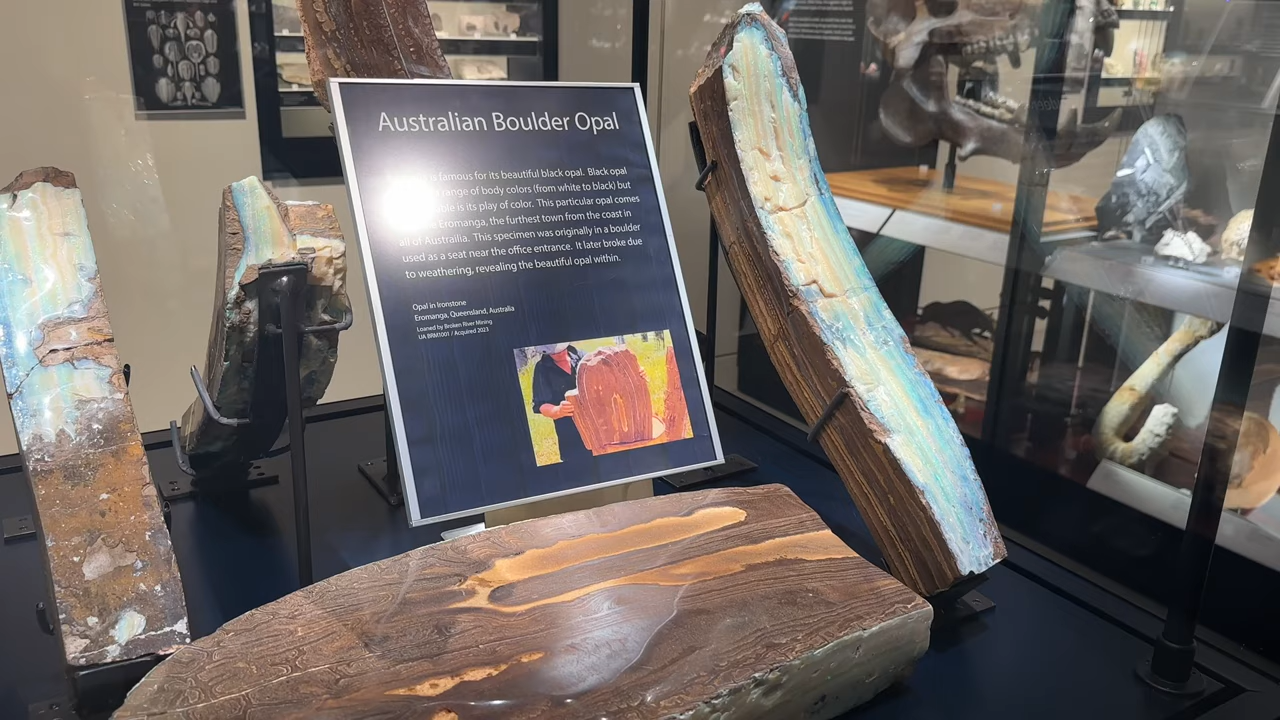 Australian Boulder Opal
is famous for its beautiful black opal. Black opal
range of body colors (from white to black) but
is its play of color. This particular opal comes
Eromanga, the furthest town from the coast in
all of Austrailia. This specimen was originally in a boulder
used as a seat near the office entrance. It later broke due
to weathering, revealing the beautiful opal within.
Opal in Ironstone
Eromanga, Queensland, Australia
Loaned by Broken River Mining
UA BRM1001 / Acquired 2023